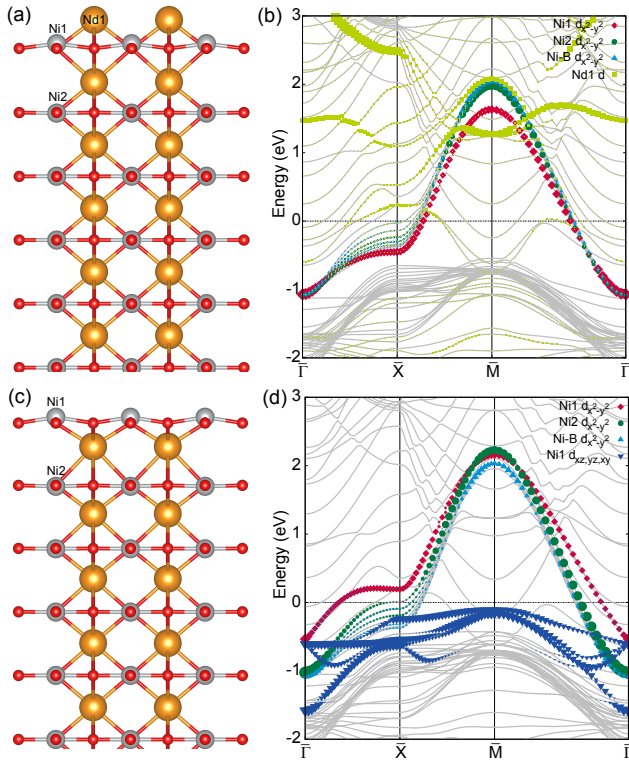 (a)
Ni1
Nd1
Ni2
(b)
3
2
1
0
-1
-2
Energy (eV)
Ni1 dx²-y²
Ni2 dx²-y²
Ni-B dx²-y²
Nd1 d
Γ̅ X̅ M̅ Γ̅
(c)
Ni1
Ni2
(d)
3
2
1
0
-1
-2
Energy (eV)
Ni1 dx²-y²
Ni2 dx²-y²
Ni-B dx²-y²
Ni1 dxz,yz,xy
Γ̅ X̅ M̅ Γ̅